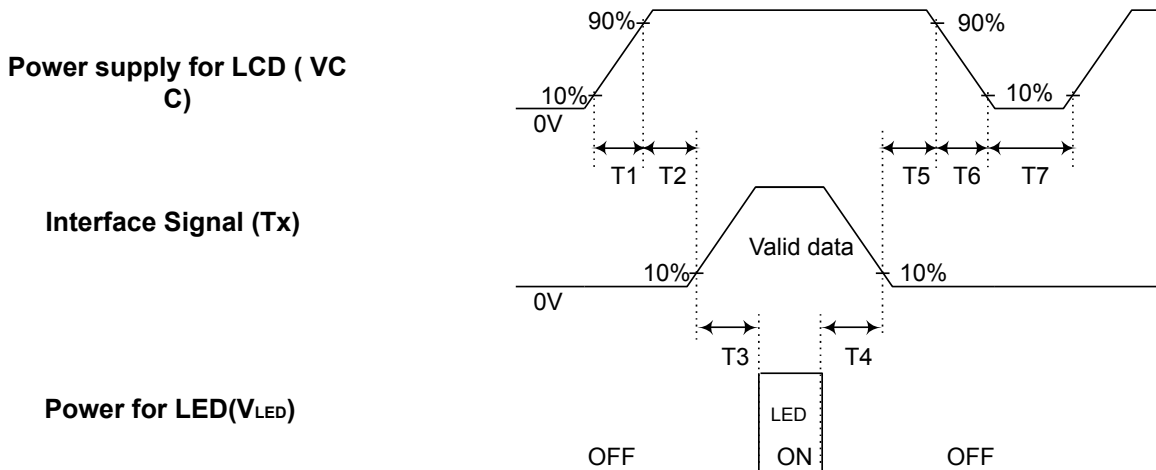 90%
90%
Power supply for LCD ( VC
C)
10%
10%
0V
T1 T2 T5 T6 T7
Interface Signal (Tx)
Valid data
10%
10%
0V
T3 T4
Power for LED(VLED)
LED
OFF ON OFF